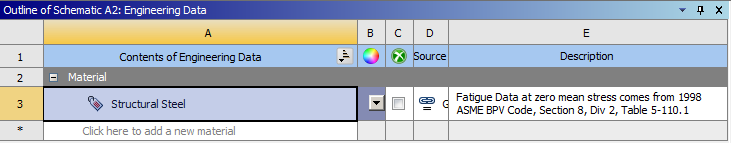 Outline of Schematic A2: Engineering Data
A B C D E
1 Contents of Engineering Data Source Description
2 Material
3 Structural Steel Fatigue Data at zero mean stress comes from 1998
ASME BPV Code, Section 8, Div 2, Table 5-110.1
* Click here to add a new material